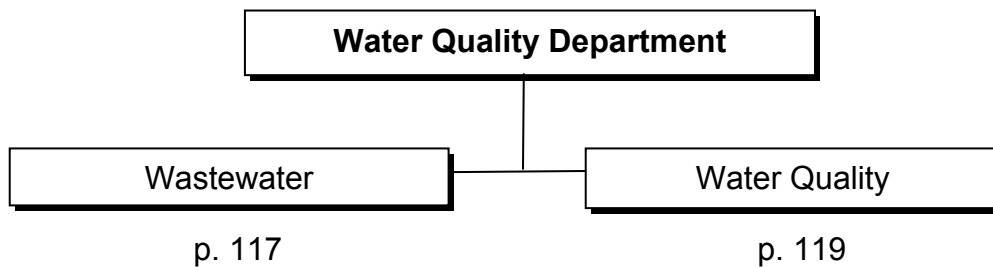 Water Quality Department
Wastewater
Water Quality
p. 117
p. 119